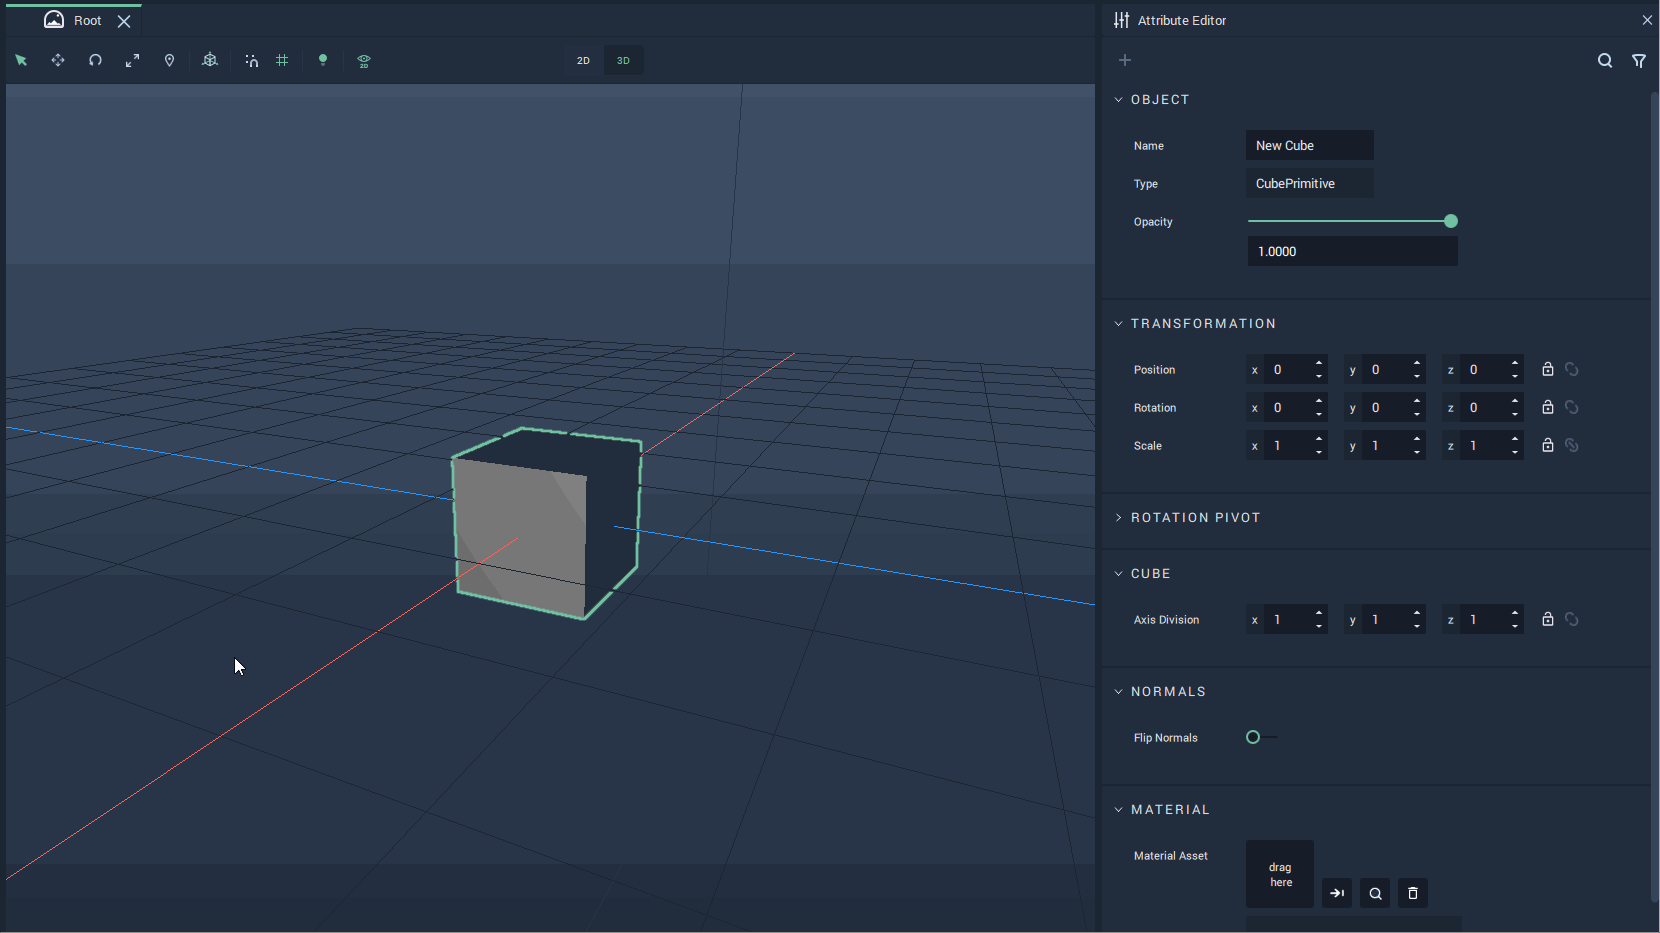 Root
2D
2D 3D
Attribute Editor
OBJECT
Name New Cube
Type CubePrimitive
Opacity
1.0000
TRANSFORMATION
Position x 0 y 0 z 0
Rotation x 0 y 0 z 0
Scale x 1 y 1 z 1
ROTATION PIVOT
CUBE
Axis Division x 1 y 1 z 1
NORMALS
Flip Normals
MATERIAL
Material Asset
drag
here